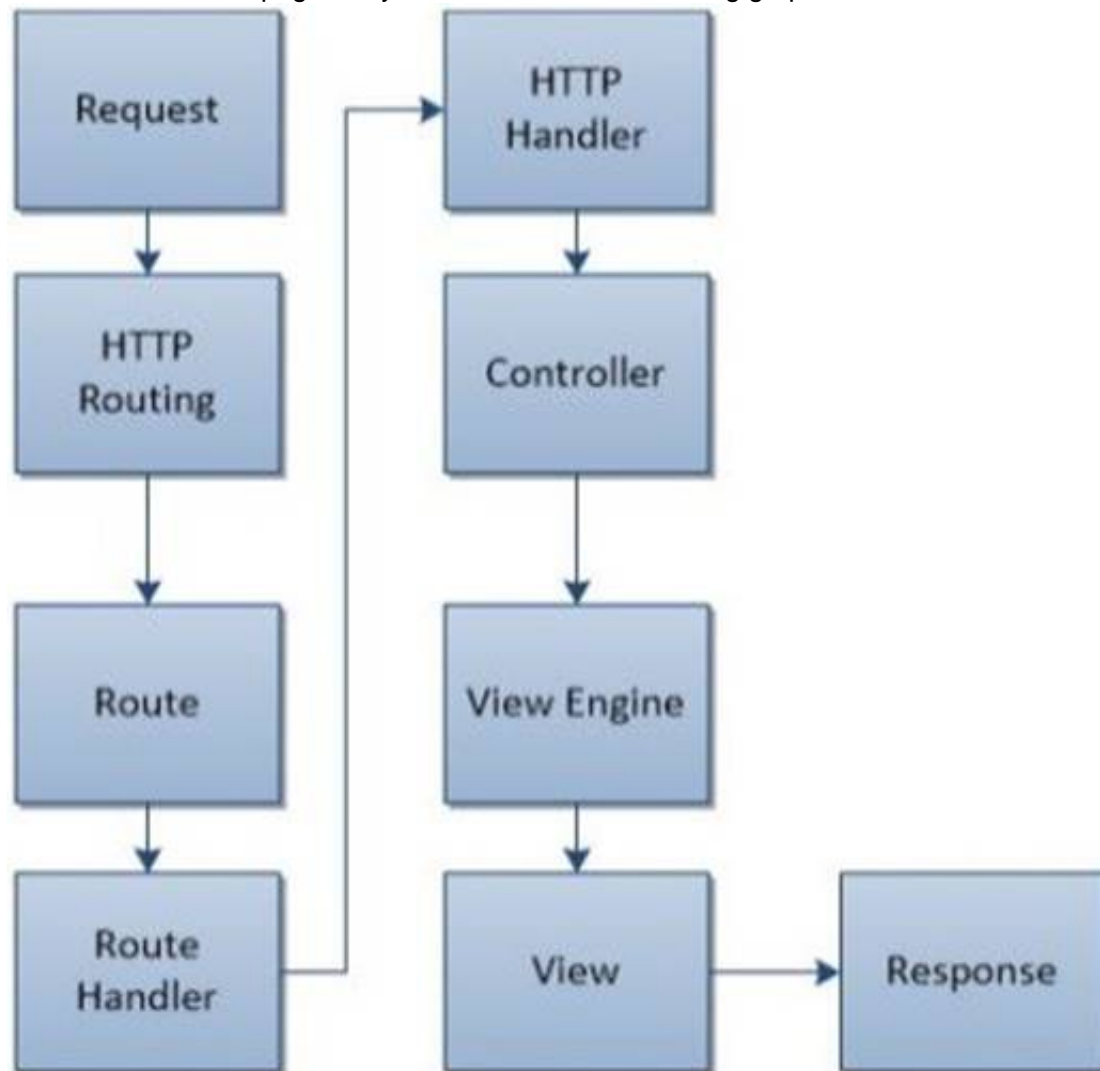 Request
HTTP
Routing
Route
Route
Handler
HTTP
Handler
Controller
View Engine
View
Response